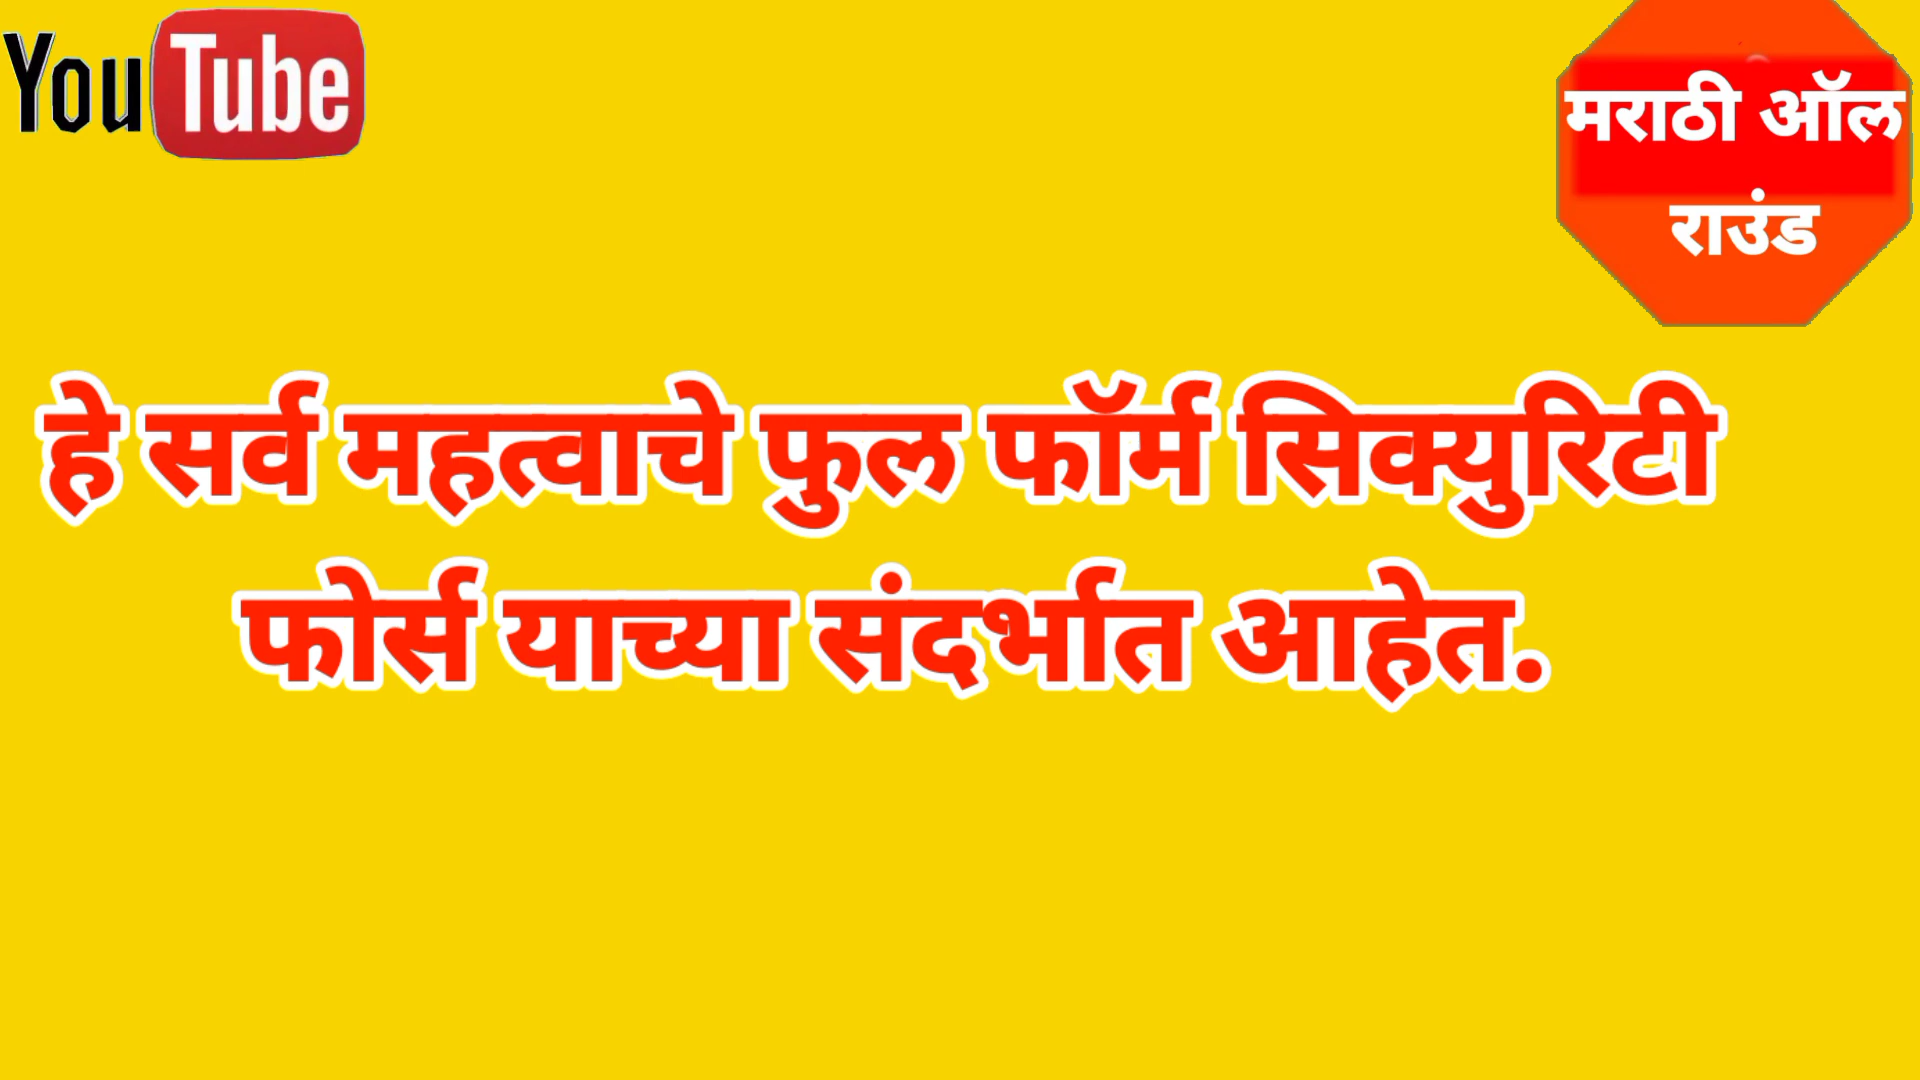 YouTube
मराठी ऑल
राउंड
हे सर्व महत्वाचे फुल फॉर्म सिक्युरिटी
फोर्स याच्या संदर्भात आहेत.